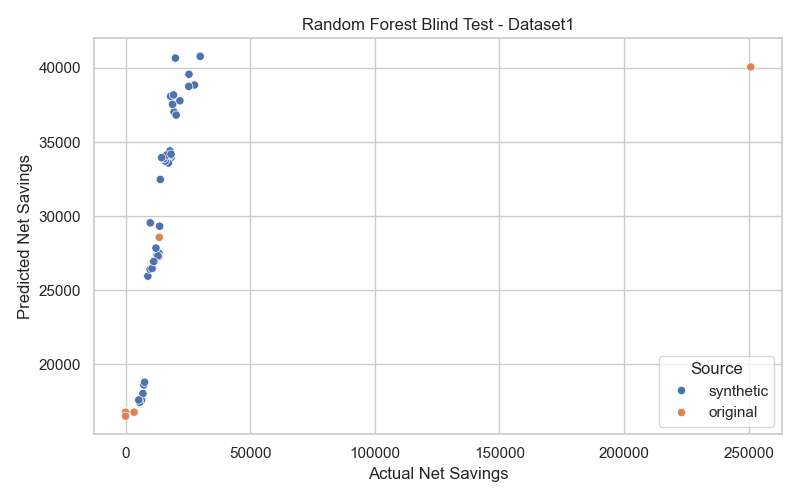 Random Forest Blind Test - Dataset1
Predicted Net Savings
40000
35000
30000
25000
20000
Source
synthetic
original
0
50000
100000
150000
200000
250000
Actual Net Savings